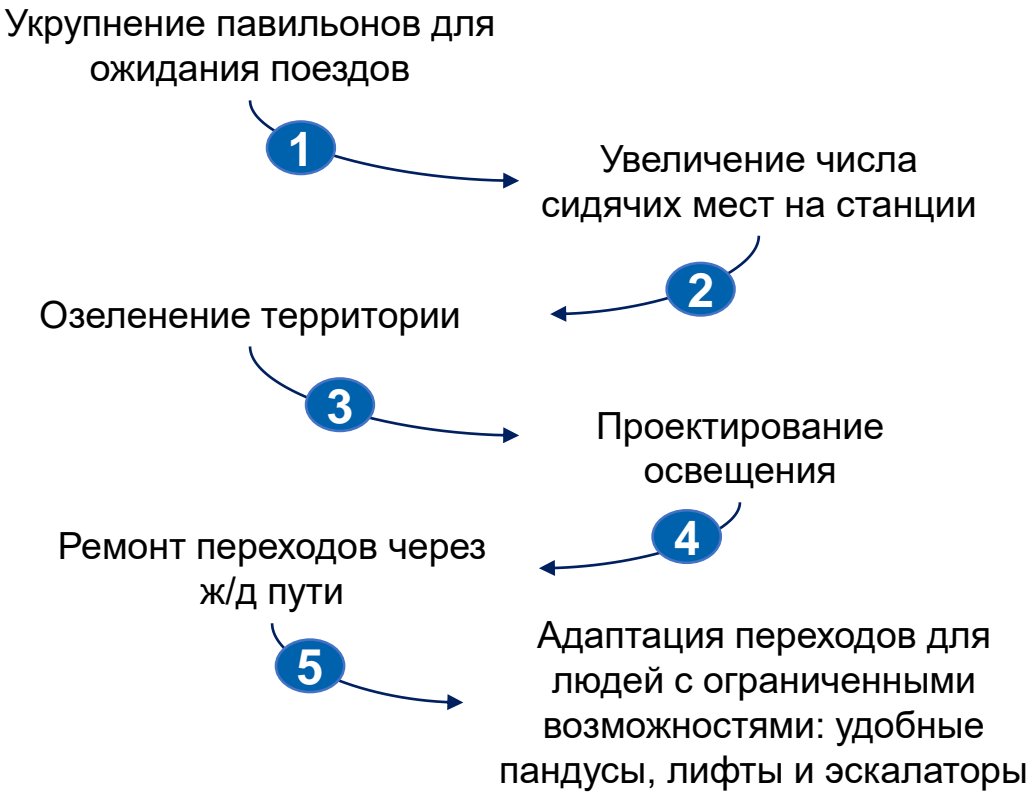 Укрупнение павильонов для
ожидания поездов
1
Увеличение числа
сидячих мест на станции
2
Озеленение территории
3
Проектирование
освещения
4
Ремонт переходов через
ж/д пути
5
Адаптация переходов для
людей с ограниченными
возможностями: удобные
пандусы, лифты и эскалаторы